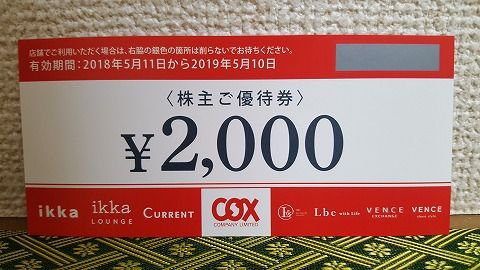 店舗でご利用いただく場合は、右脇の銀色の箇所は削らないでお待ちください。
有効期間：2018年5月11日から2019年5月10日
〈株主ご優待券〉
¥2,000
ikka
ikka
LOUNGE
CURRENT
COX
COMPANY LIMITED
Lbc with Life
VENCE
EXCHANGE
VENCE
share style